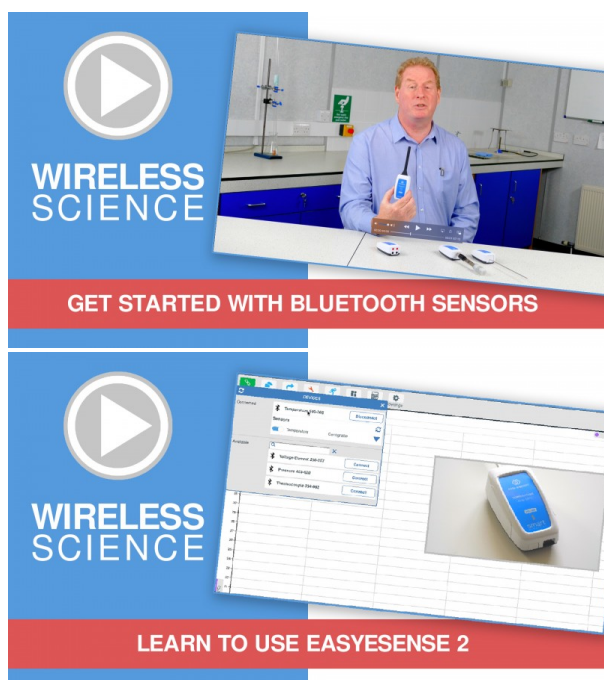 WIRELESS
SCIENCE
GET STARTED WITH BLUETOOTH SENSORS
DEVICES
Disconnect
Sensors
Temperature
Available
Connect
Connect
Connect
WIRELESS
SCIENCE
LEARN TO USE EASYESENSE 2